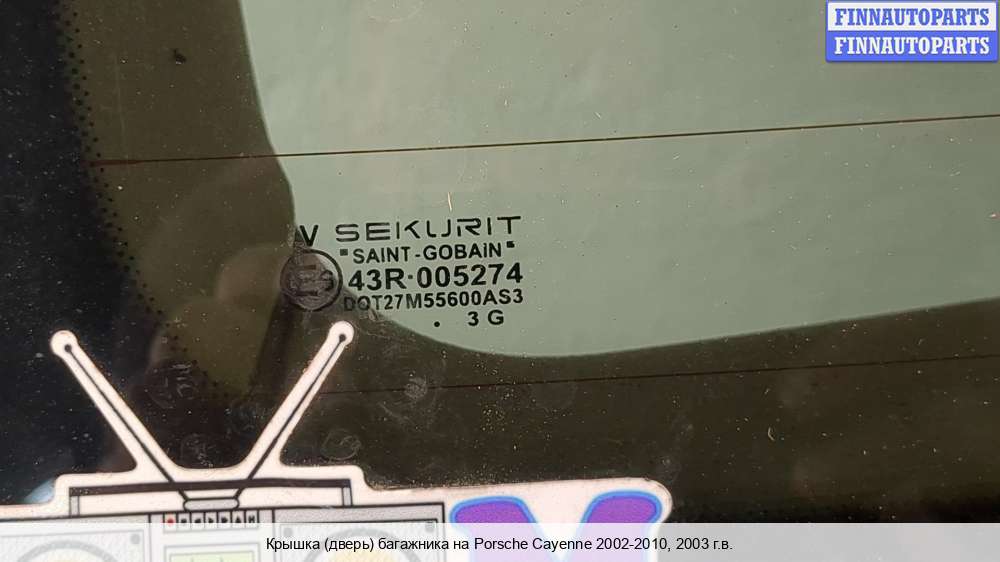 FINNAUTOPARTS
FINNAUTOPARTS
V SEKURIT
"SAINT-GOBAiN"
43R-005274
DOT27M55600AS3
. 3 G
Крышка (дверь) багажника на Porsche Cayenne 2002-2010, 2003 г.в.